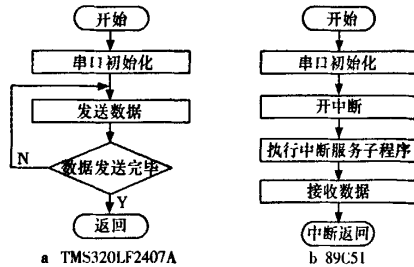 开始
串口初始化
发送数据
数据发送完毕
N
Y
返回
a TMS320LF2407A
开始
串口初始化
开中断
执行中断服务子程序
接收数据
中断返回
b 89C51